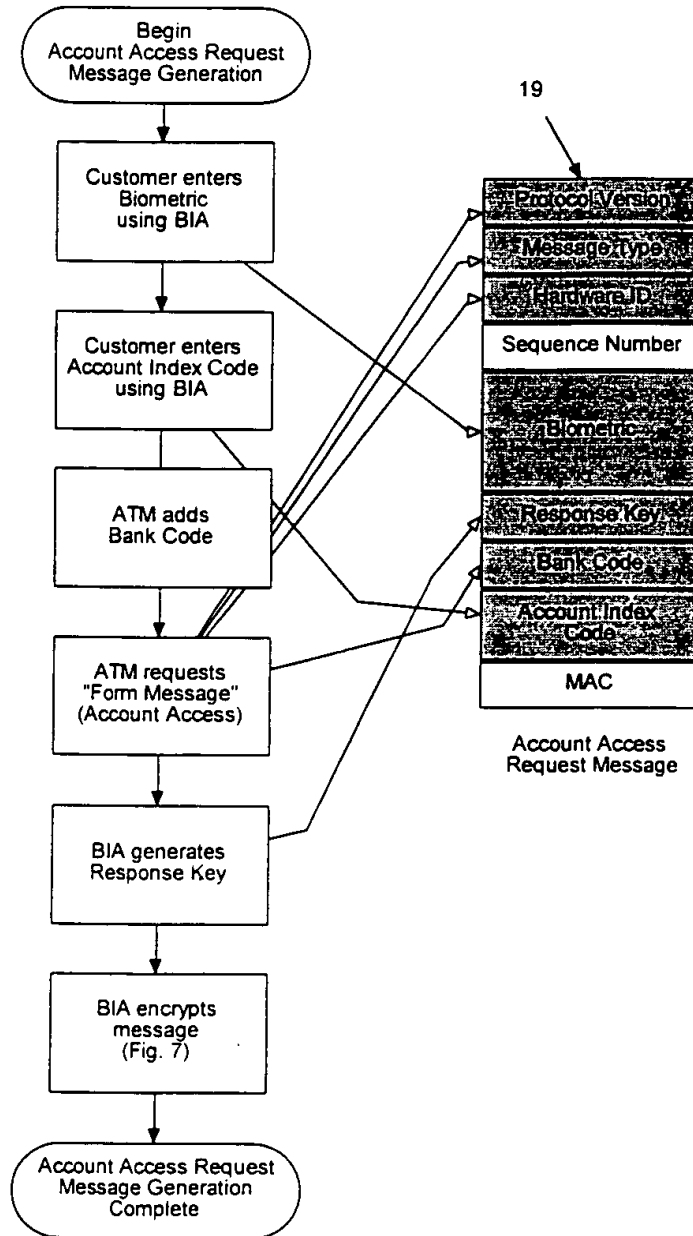 Begin
Account Access Request
Message Generation
Customer enters
Biometric
using BIA
Customer enters
Account Index Code
using BIA
ATM adds
Bank Code
ATM requests
"Form Message"
(Account Access)
BIA generates
Response Key
BIA encrypts
message
(Fig. 7)
Account Access Request
Message Generation
Complete
19
Protocol Version
Message Type
Hardware ID
Sequence Number
Biometric
Response Key
Bank Code
Account Index
Code
MAC
Account Access
Request Message